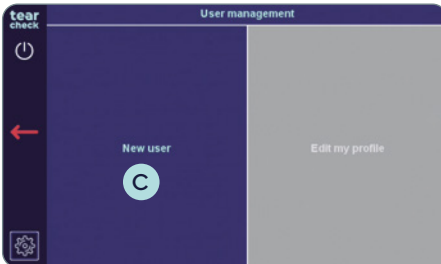 tear
check
User management
New user
Edit my profile
C